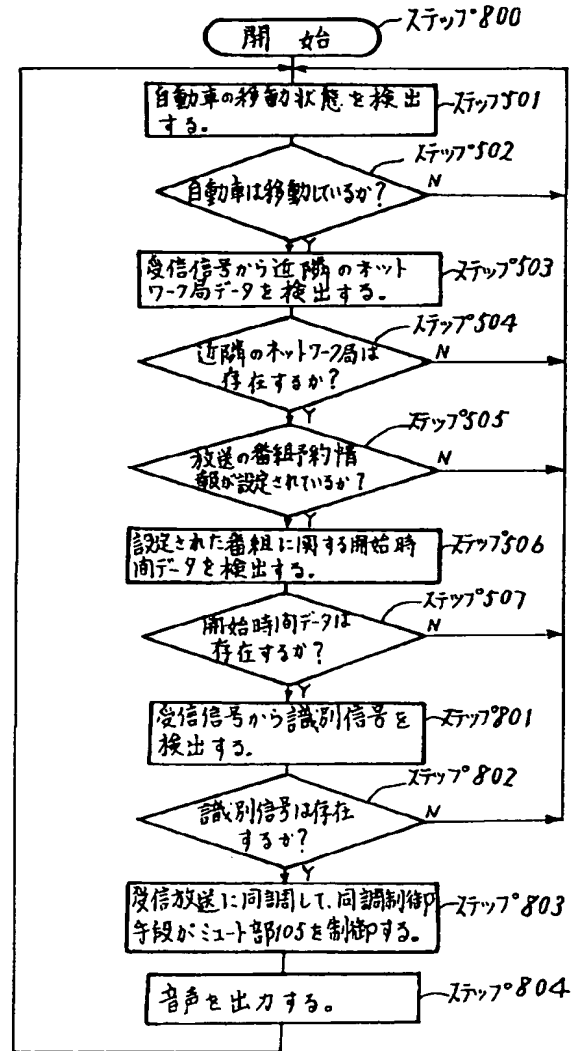 開始
ステップ800
自動車の移動状態を検出
する。
ステップ501
ステップ502
自動車は移動しているか?
N
Y
受信信号から近隣のネット
ワーク局データを検出する。
ステップ503
ステップ504
近隣のネットワーク局は
存在するか?
N
Y
ステップ505
放送の番組予約情
報が設定されているか?
N
Y
設定された番組に関する開始時
間データを検出する。
ステップ506
ステップ507
開始時間データは
存在するか?
N
Y
受信信号から識別信号を
検出する。
ステップ801
ステップ802
識別信号は存在
するか?
N
Y
受信放送に同調して、同調制御
手段がミュート部105を制御する。
ステップ803
音声を出力する。
ステップ804